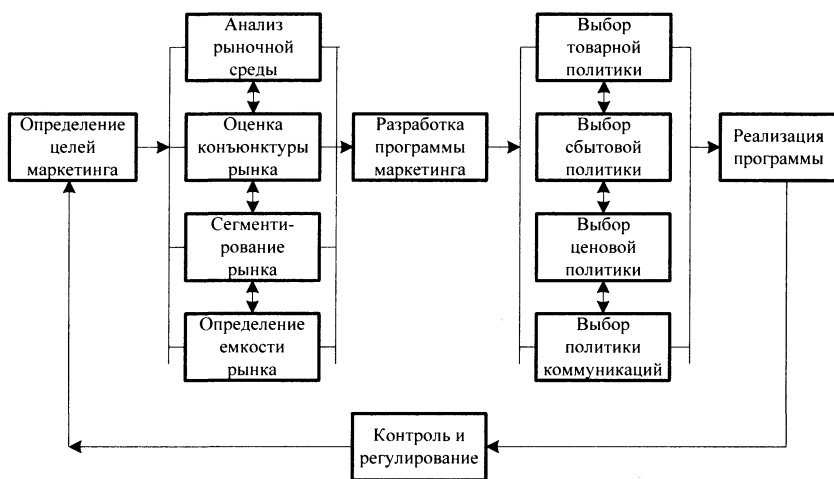 Определение
целей
маркетинга
Анализ
рыночной
среды
Оценка
конъюнктуры
рынка
Сегменти-
рование
рынка
Определение
емкости
рынка
Разработка
программы
маркетинга
Выбор
товарной
политики
Выбор
сбытовой
политики
Выбор
ценовой
политики
Выбор
политики
коммуникаций
Реализация
программы
Контроль и
регулирование